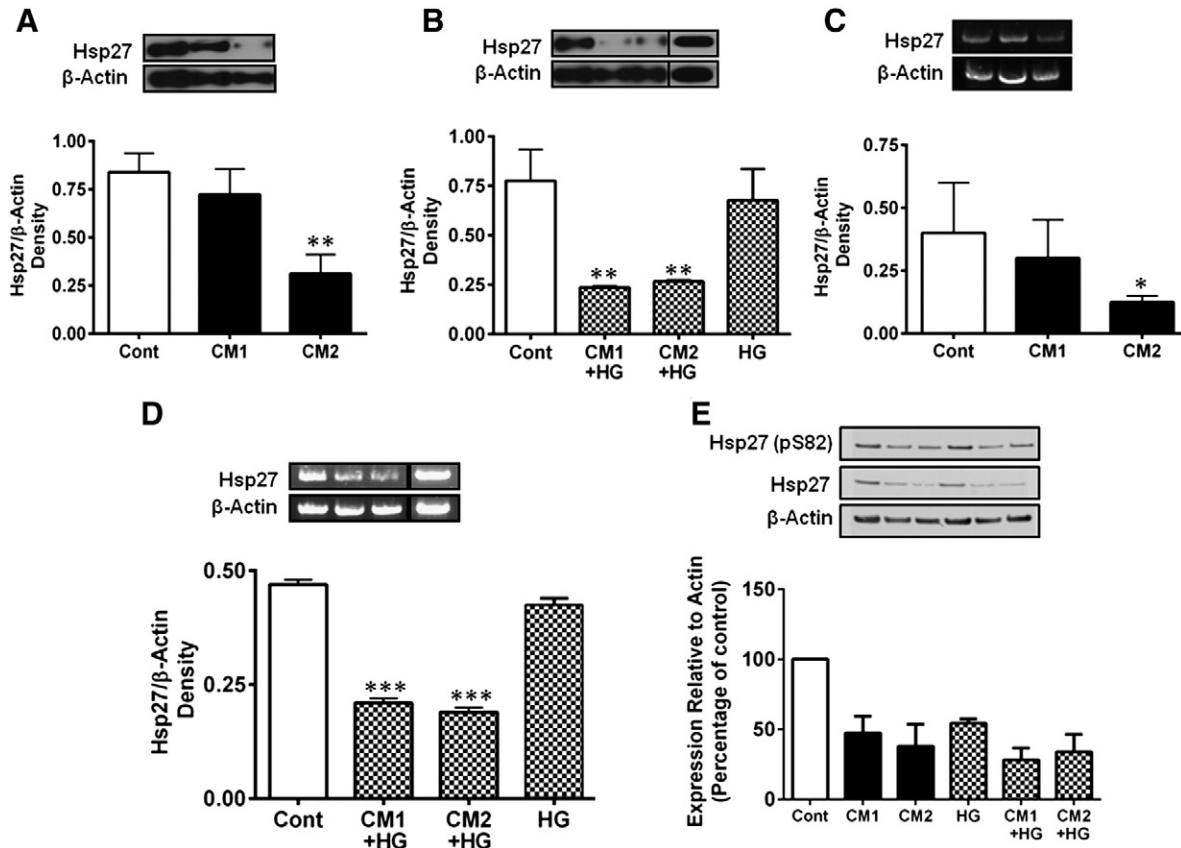 A
Hsp27
β-Actin
Hsp27/β-Actin
Density
1.00
0.75
0.50
0.25
0.00
**
Cont CM1 CM2
B
Hsp27
β-Actin
Hsp27/β-Actin
Density
1.00
0.75
0.50
0.25
0.00
** **
Cont CM1 CM2 HG
+HG +HG
C
Hsp27
β-Actin
Hsp27/β-Actin
Density
0.75
0.50
0.25
0.00
*
Cont CM1 CM2
D
Hsp27
β-Actin
Hsp27/β-Actin
Density
0.50
0.25
0.00
*** ***
Cont CM1 CM2 HG
+HG +HG
E
Hsp27 (pS82)
Hsp27
β-Actin
Expression Relative to Actin
(Percentage of control)
150
100
50
0
Cont CM1 CM2 HG CM1 CM2
+HG +HG